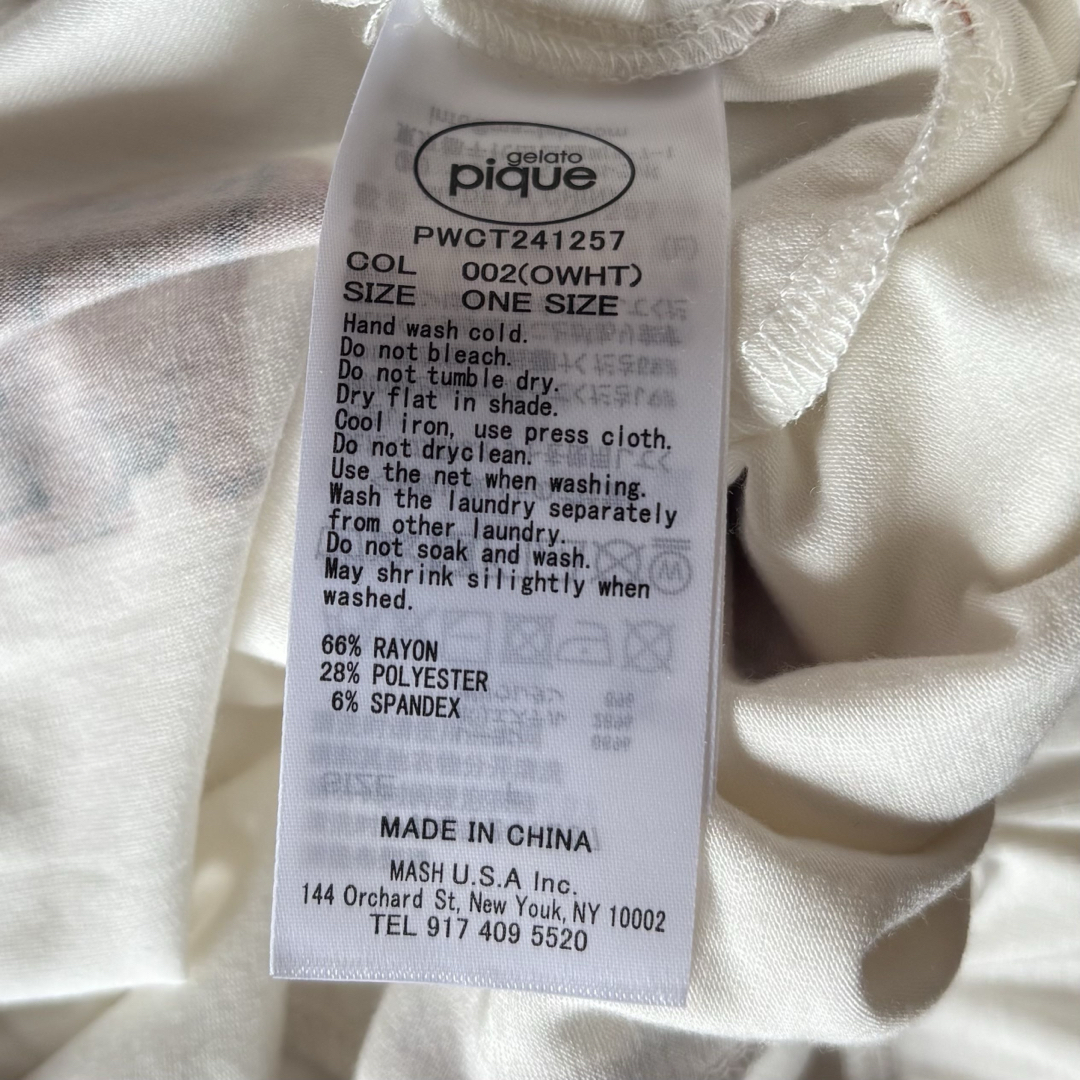 gelato
pique
PWCT241257
COL 002(OWHT)
SIZE ONE SIZE
Hand wash cold.
Do not bleach.
Do not tumble dry.
Dry flat in shade.
Cool iron, use press cloth.
Do not dryclean.
Use the net when washing.
Wash the laundry separately
from other laundry.
Do not soak and wash.
May shrink silightly when
washed.
66% RAYON
28% POLYESTER
6% SPANDEX
MADE IN CHINA
MASH U.S.A Inc.
144 Orchard St, New Youk, NY 10002
TEL 917 409 5520